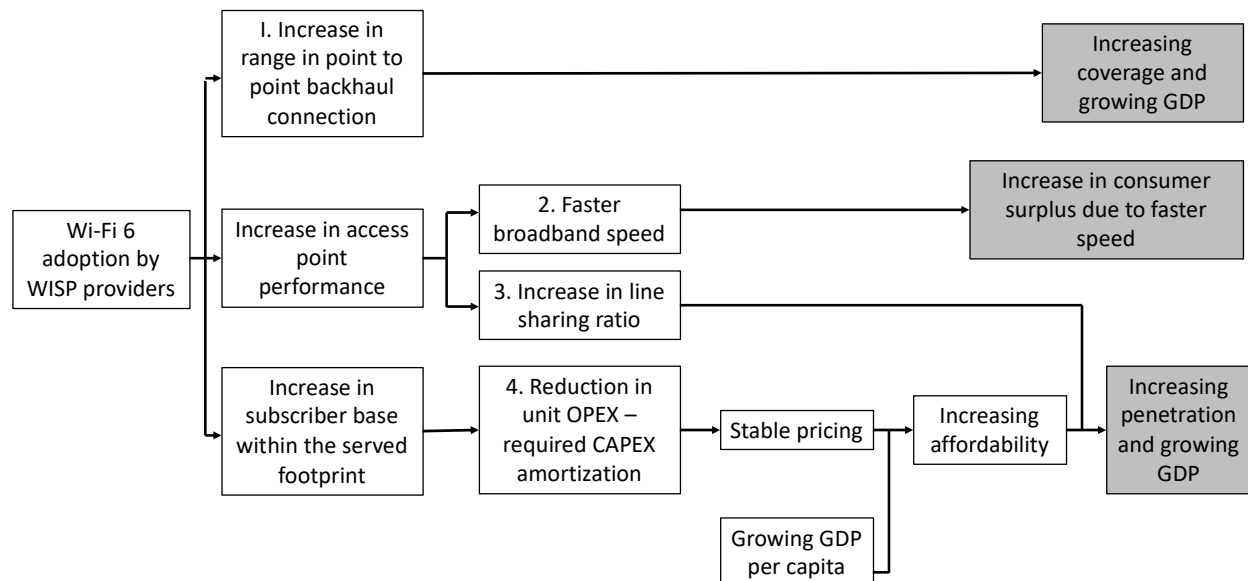 I. Increase in
range in point to
point backhaul
connection
Increasing
coverage and
growing GDP
Wi-Fi 6
adoption by
WISP providers
Increase in access
point
performance
2. Faster
broadband speed
Increase in consumer
surplus due to faster
speed
3. Increase in line
sharing ratio
Increase in
subscriber base
within the served
footprint
4. Reduction in
unit OPEX –
required CAPEX
amortization
Stable pricing
Increasing
affordability
Increasing
penetration
and growing
GDP
Growing GDP
per capita